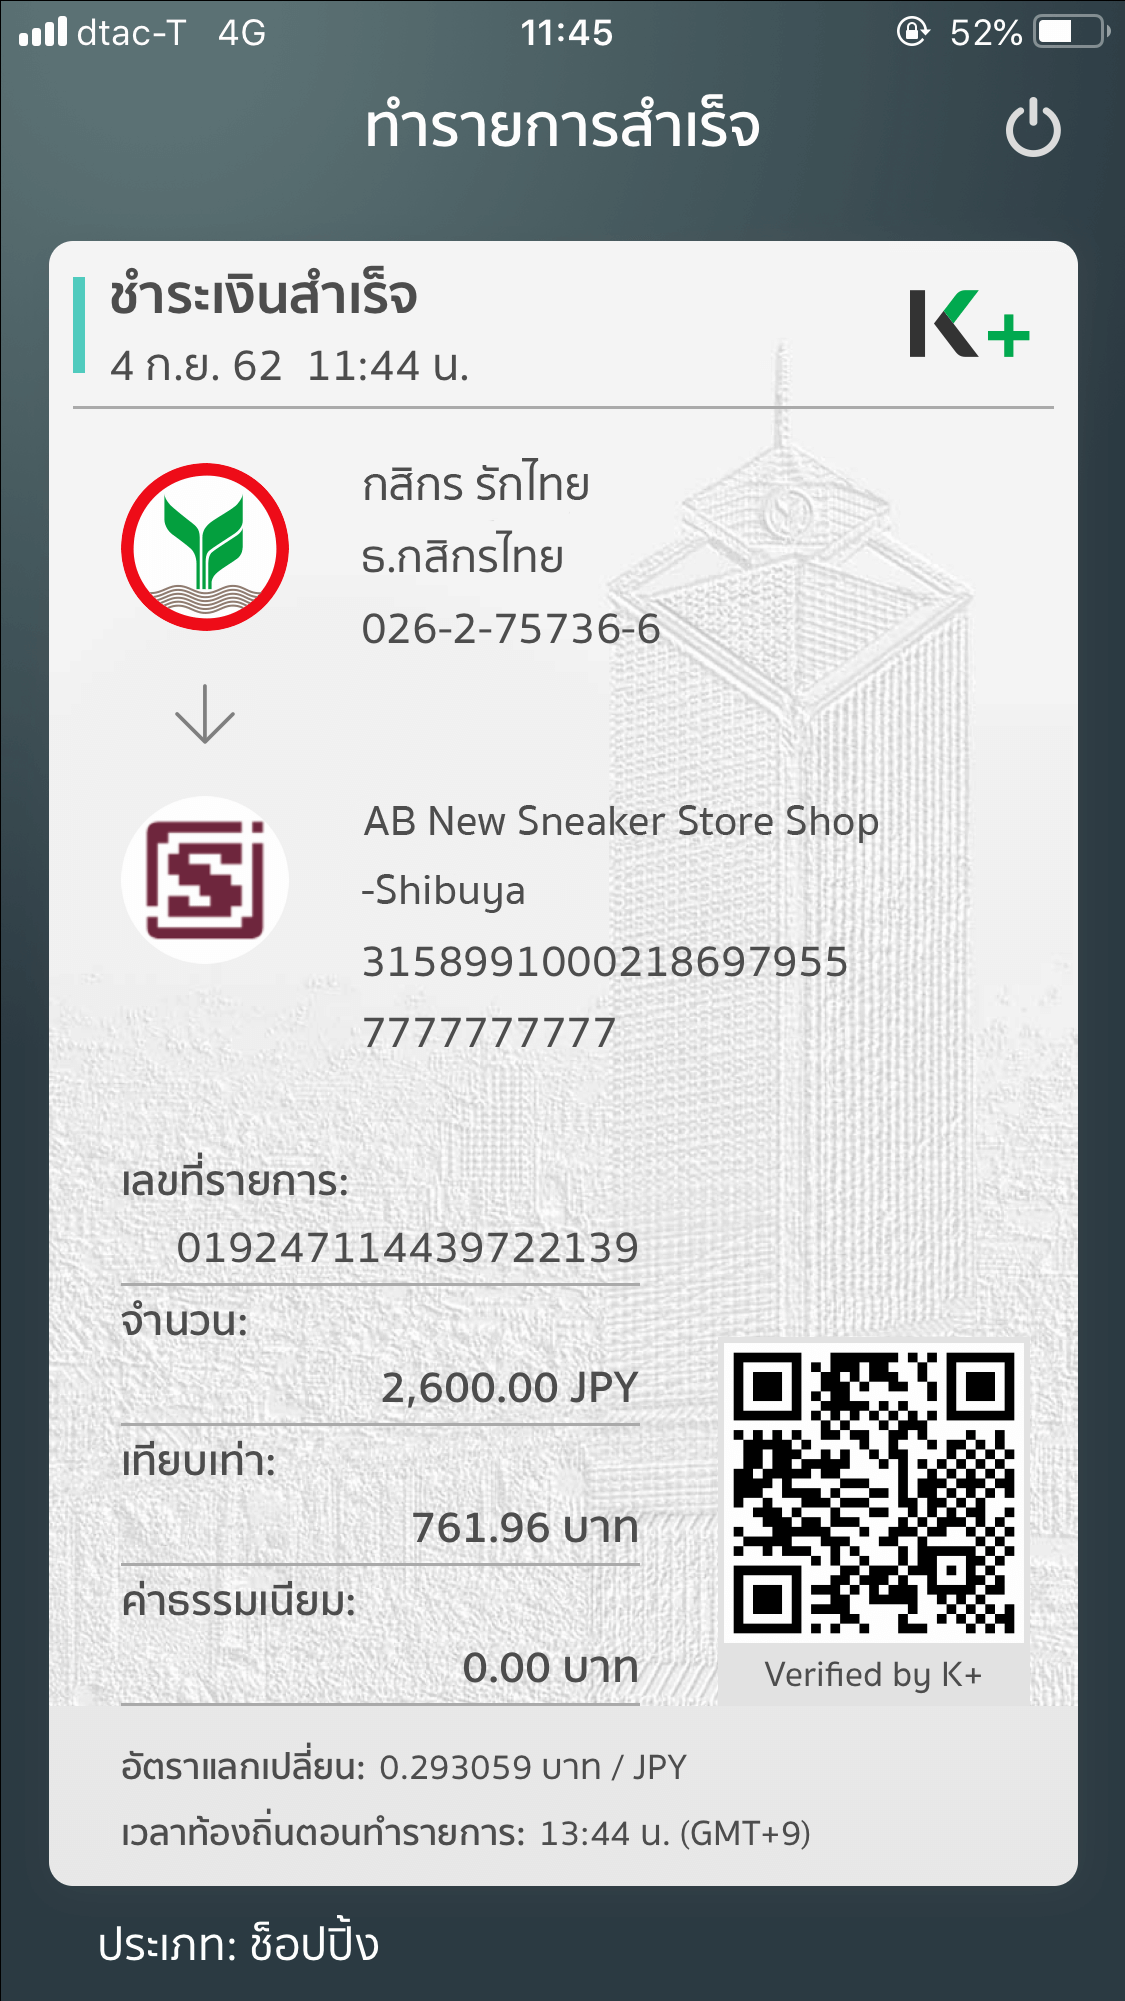 dtac-T 4G 11:45 52%
ทำรายการสำเร็จ
ชำระเงินสำเร็จ
K+
4 ก.ย. 62 11:44 น.
กสิกร รักไทย
ธ.กสิกรไทย
026-2-75736-6
AB New Sneaker Store Shop
-Shibuya
31589910000218697955
7777777777
เลขที่รายการ:
019247114439722139
จำนวน:
2,600.00 JPY
เทียบเท่า:
761.96 บาท
ค่าธรรมเนียม:
0.00 บาท
Verified by K+
อัตราแลกเปลี่ยน: 0.293059 บาท / JPY
เวลาท้องถิ่นตอนทำรายการ: 13:44 น. (GMT+9)
ประเภท: ช็อปปิ้ง